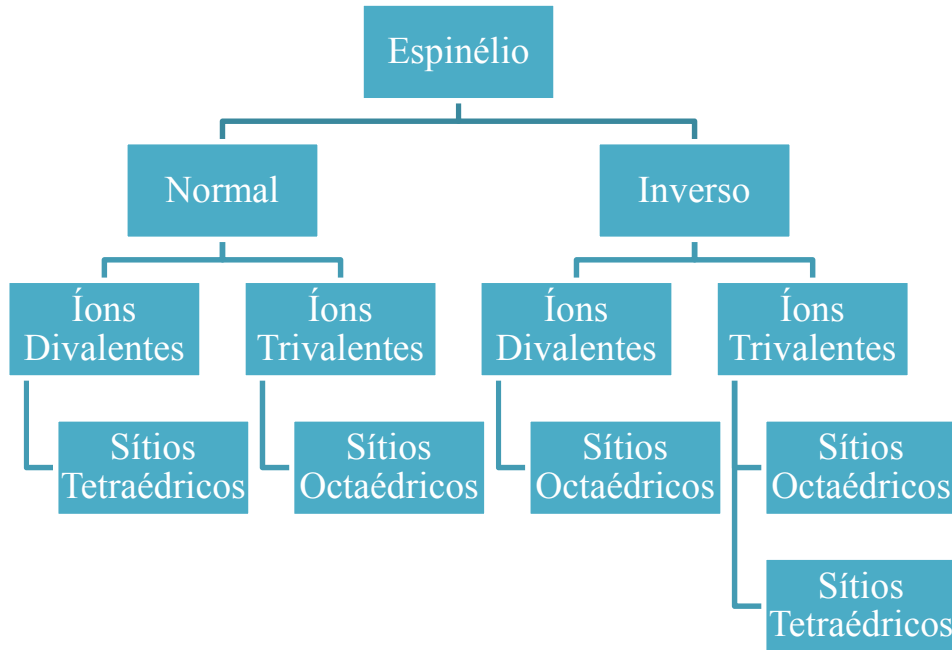 Espinélio
Normal
Inverso
Íons
Divalentes
Íons
Trivalentes
Íons
Divalentes
Íons
Trivalentes
Sítios
Tetraédricos
Sítios
Octaédricos
Sítios
Octaédricos
Sítios
Octaédricos
Sítios
Tetraédricos